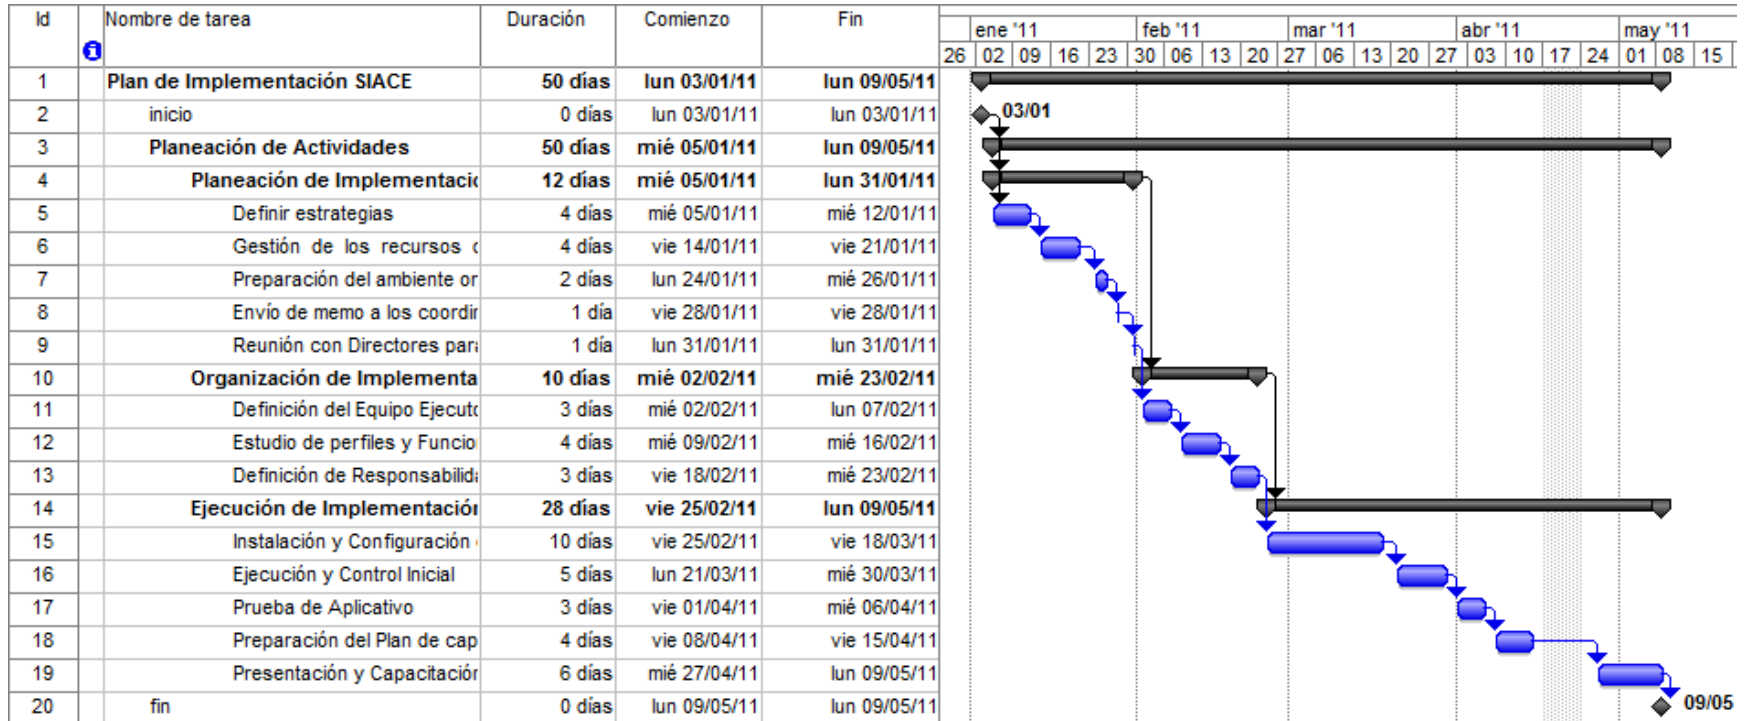 Id Nombre de tarea Duración Comienzo Fin
ene '11 feb '11 mar '11 abr '11 may '11
26 02 09 16 23 30 06 13 20 27 06 13 20 27 03 10 17 24 01 08 15
1 Plan de Implementación SIACE 50 días lun 03/01/11 lun 09/05/11
2 inicio 0 días lun 03/01/11 lun 03/01/11 03/01
3 Planeación de Actividades 50 días mié 05/01/11 lun 09/05/11
4 Planeación de Implementació 12 días mié 05/01/11 lun 31/01/11
5 Definir estrategias 4 días mié 05/01/11 mié 12/01/11
6 Gestión de los recursos 4 días vie 14/01/11 vie 21/01/11
7 Preparación del ambiente or 2 días lun 24/01/11 mié 26/01/11
8 Envío de memo a los coordin 1 día vie 28/01/11 vie 28/01/11
9 Reunión con Directores para 1 día lun 31/01/11 lun 31/01/11
10 Organización de Implementa 10 días mié 02/02/11 mié 23/02/11
11 Definición del Equipo Ejecuto 3 días mié 02/02/11 lun 07/02/11
12 Estudio de perfiles y Funcio 4 días mié 09/02/11 mié 16/02/11
13 Definición de Responsabilida 3 días vie 18/02/11 mié 23/02/11
14 Ejecución de Implementación 28 días vie 25/02/11 lun 09/05/11
15 Instalación y Configuración 10 días vie 25/02/11 vie 18/03/11
16 Ejecución y Control Inicial 5 días lun 21/03/11 mié 30/03/11
17 Prueba de Aplicativo 3 días vie 01/04/11 mié 06/04/11
18 Preparación del Plan de cap 4 días vie 08/04/11 vie 15/04/11
19 Presentación y Capacitación 6 días mié 27/04/11 lun 09/05/11
20 fin 0 días lun 09/05/11 lun 09/05/11 09/05